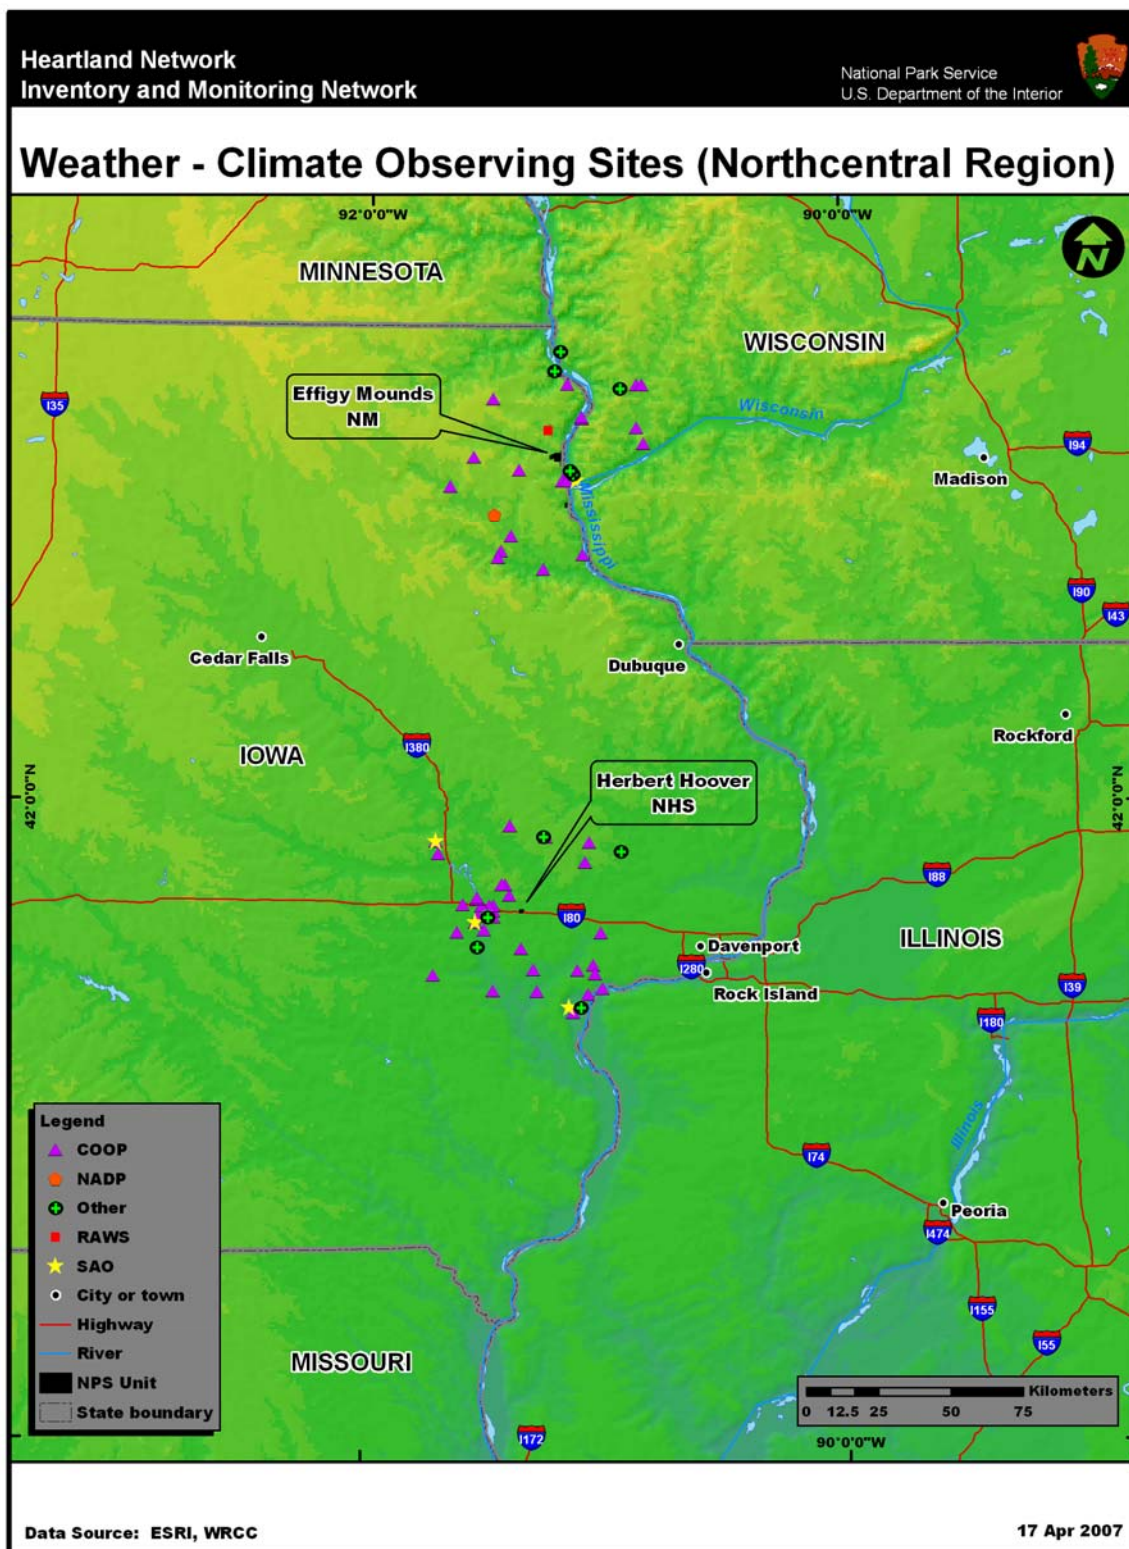 Heartland Network
Inventory and Monitoring Network
National Park Service
U.S. Department of the Interior
Weather - Climate Observing Sites (Northcentral Region)
92°0'0"W
90°0'0"W
N
MINNESOTA
WISCONSIN
Effigy Mounds
NM
I35
Wisconsin
I94
Madison
Mississippi
I90
I43
Cedar Falls
Dubuque
Rockford
I380
IOWA
Herbert Hoover
NHS
42°0'0"N
42°0'0"N
I88
I80
Davenport
ILLINOIS
I280
Rock Island
I39
I180
Illinois
Legend
COOP
NADP
Other
RAWS
SAO
City or town
Highway
River
NPS Unit
State boundary
I74
Peoria
I474
I155
I55
MISSOURI
Kilometers
0 12.5 25 50 75
I172
90°0'0"W
Data Source: ESRI, WRCC
17 Apr 2007